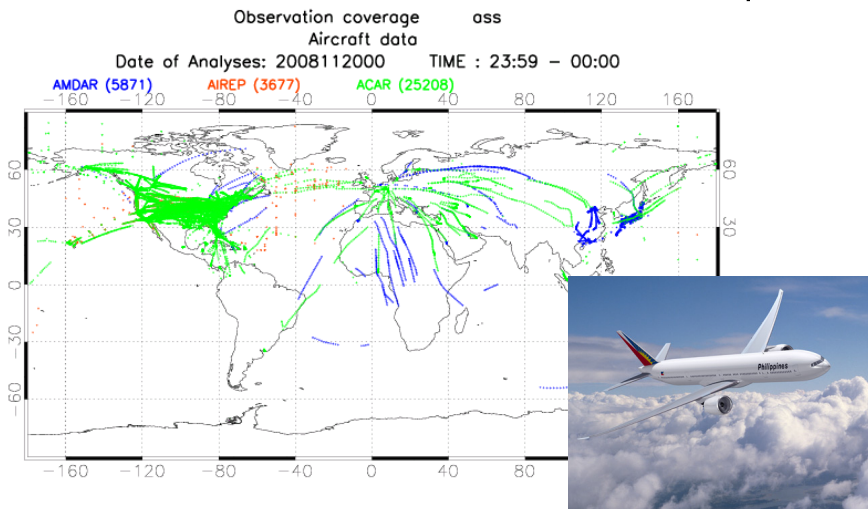 Observation coverage ass
Aircraft data
Date of Analyses: 2008112000 TIME : 23:59 – 00:00
AMDAR (5871) AIREP (3677) ACAR (25208)
−160 −120 −80 −40 0 40 80 120 160
60 60
30 30
0
−30
−60
−160 −120 −80 −40 0 40 80
Philippines